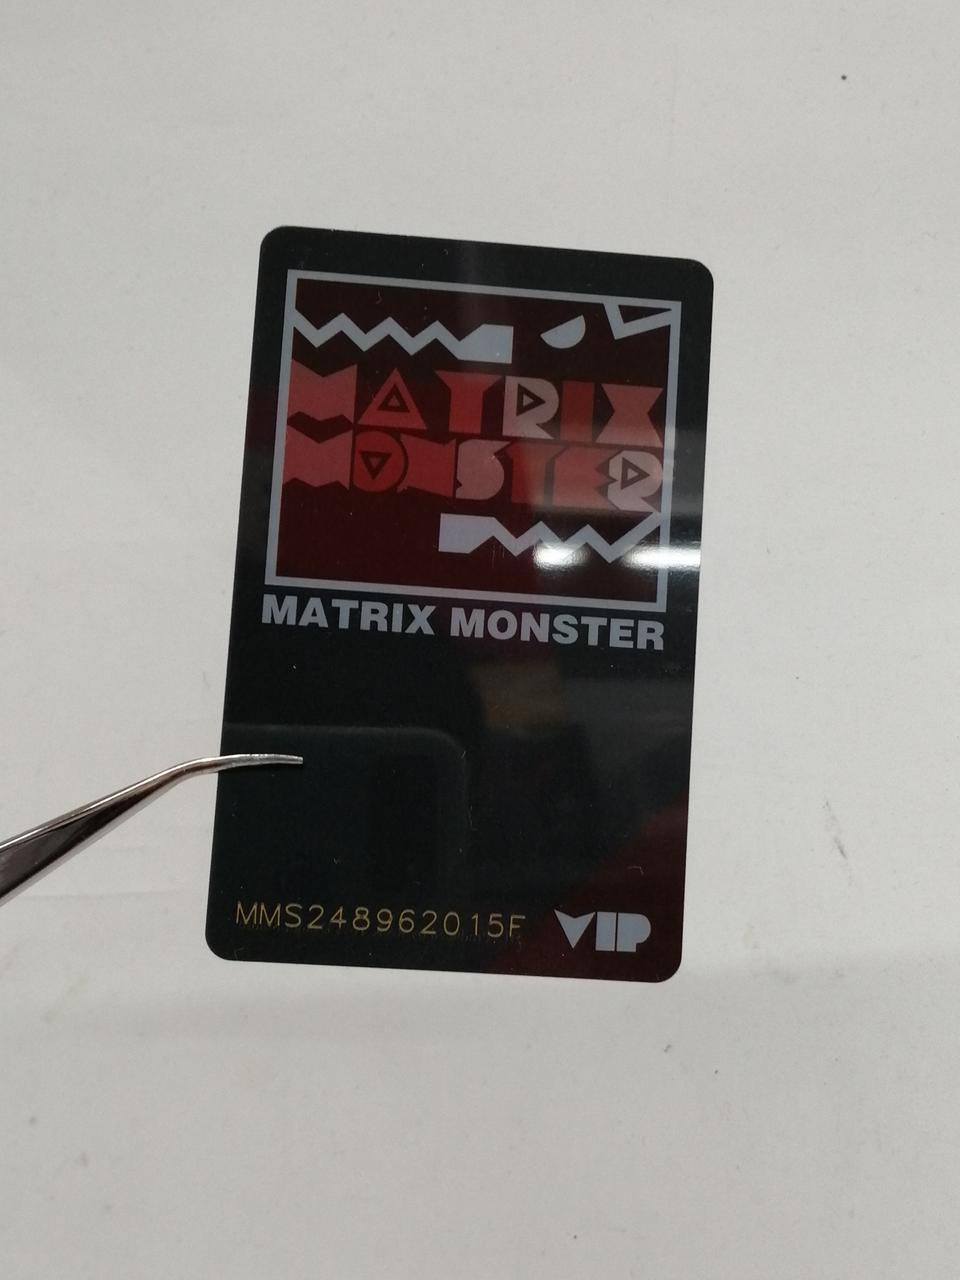 MATRIX
MONSTER
MATRIX MONSTER
MMS248962015F
VIP